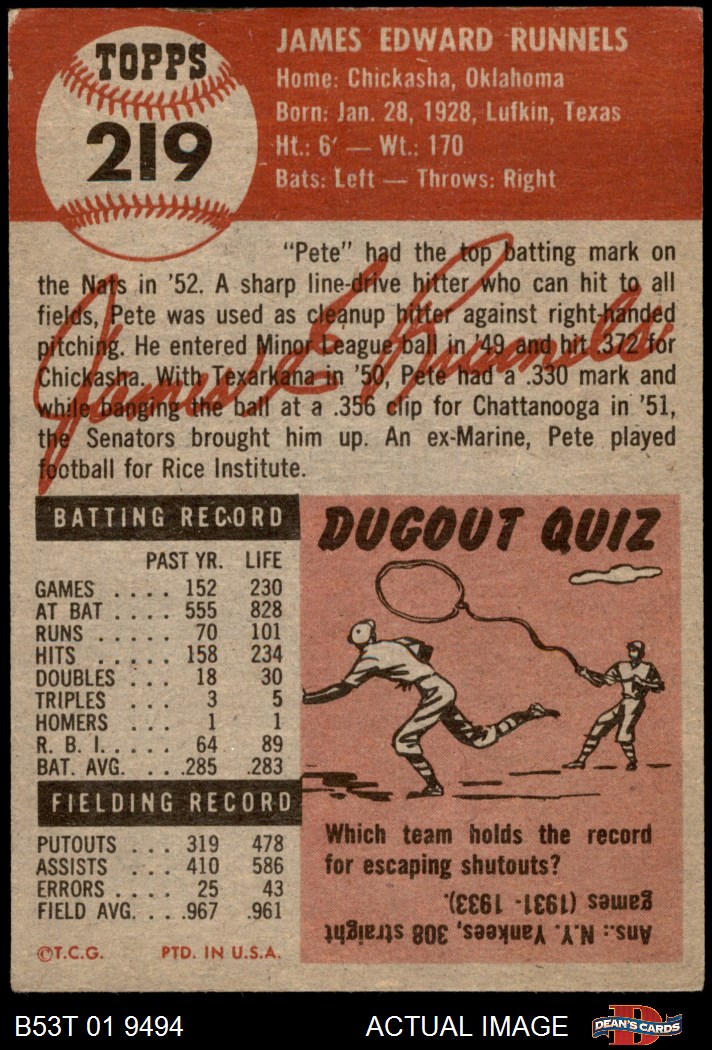 TOPPS
219
JAMES EDWARD RUNNELS
Home: Chickasha, Oklahoma
Born: Jan. 28, 1928, Lufkin, Texas
Ht.: 6' — Wt.: 170
Bats: Left — Throws: Right
"Pete" had the top batting mark on
the Nats in '52. A sharp line-drive hitter who can hit to all
fields, Pete was used as cleanup hitter against right-handed
pitching. He entered Minor League ball in '49 and hit .372 for
Chickasha. With Texarkana in '50, Pete had a .330 mark and
while banging the ball at a .356 clip for Chattanooga in '51,
the Senators brought him up. An ex-Marine, Pete played
football for Rice Institute.
James E Runnels
BATTING RECORD
PAST YR. LIFE
GAMES .... 152 230
AT BAT .... 555 828
RUNS ..... 70 101
HITS ..... 158 234
DOUBLES ... 18 30
TRIPLES ... 3 5
HOMERS ... 1 1
R. B. I. .... 64 89
BAT. AVG. ... .285 .283
FIELDING RECORD
PUTOUTS ... 319 478
ASSISTS ... 410 586
ERRORS .... 25 43
FIELD AVG. ... .967 .961
©T.C.G. PTD. IN U.S.A.
DUGOUT QUIZ
Which team holds the record
for escaping shutouts?
Ans.: N.Y. Yankees, 308 straight
games (1931 - 1933).
B53T 01 9494 ACTUAL IMAGE
D
DEAN'S CARDS